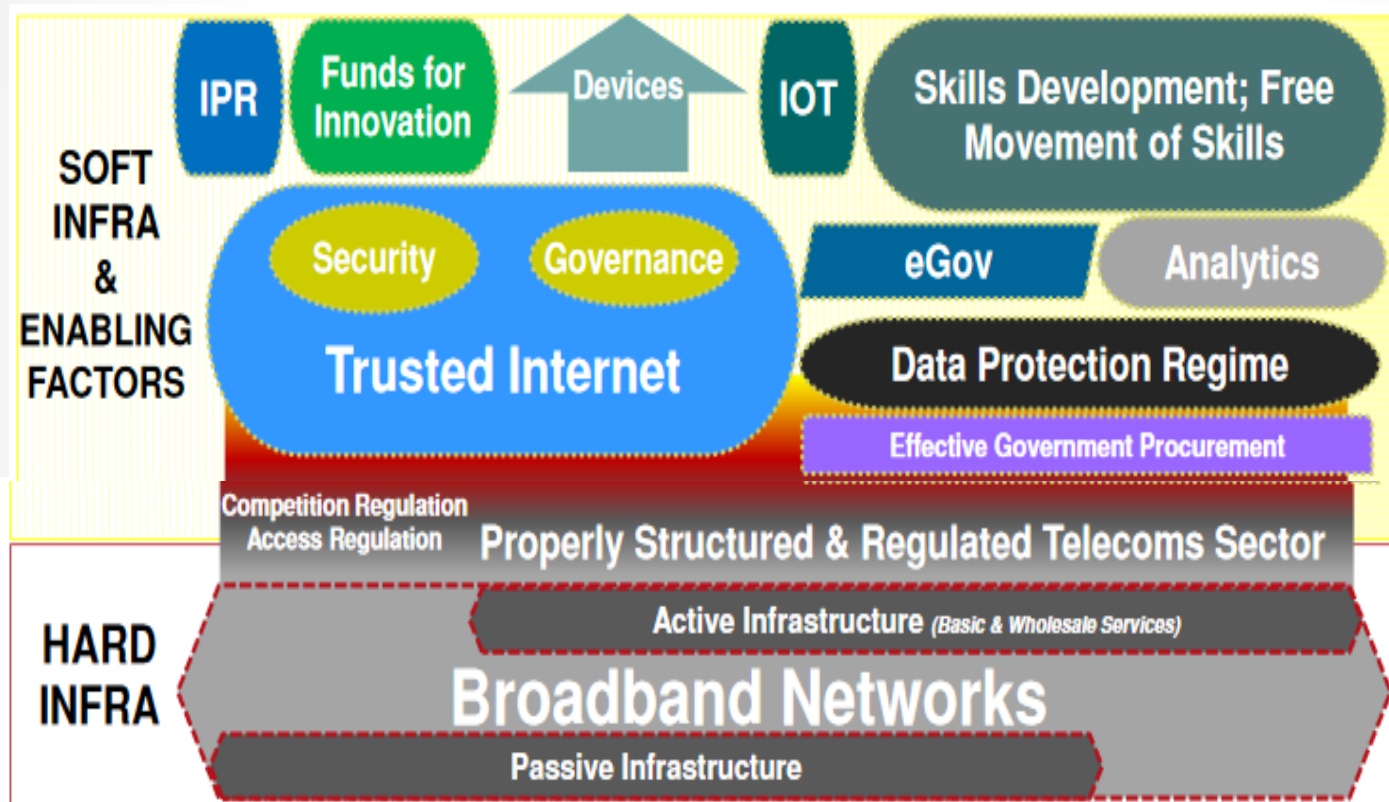 SOFT
INFRA
&
ENABLING
FACTORS
IPR
Funds for
Innovation
Devices
IOT
Skills Development; Free
Movement of Skills
Security
Governance
Trusted Internet
eGov
Analytics
Data Protection Regime
Effective Government Procurement
Competition Regulation
Access Regulation
Properly Structured & Regulated Telecoms Sector
HARD
INFRA
Active Infrastructure (Basic & Wholesale Services)
Broadband Networks
Passive Infrastructure